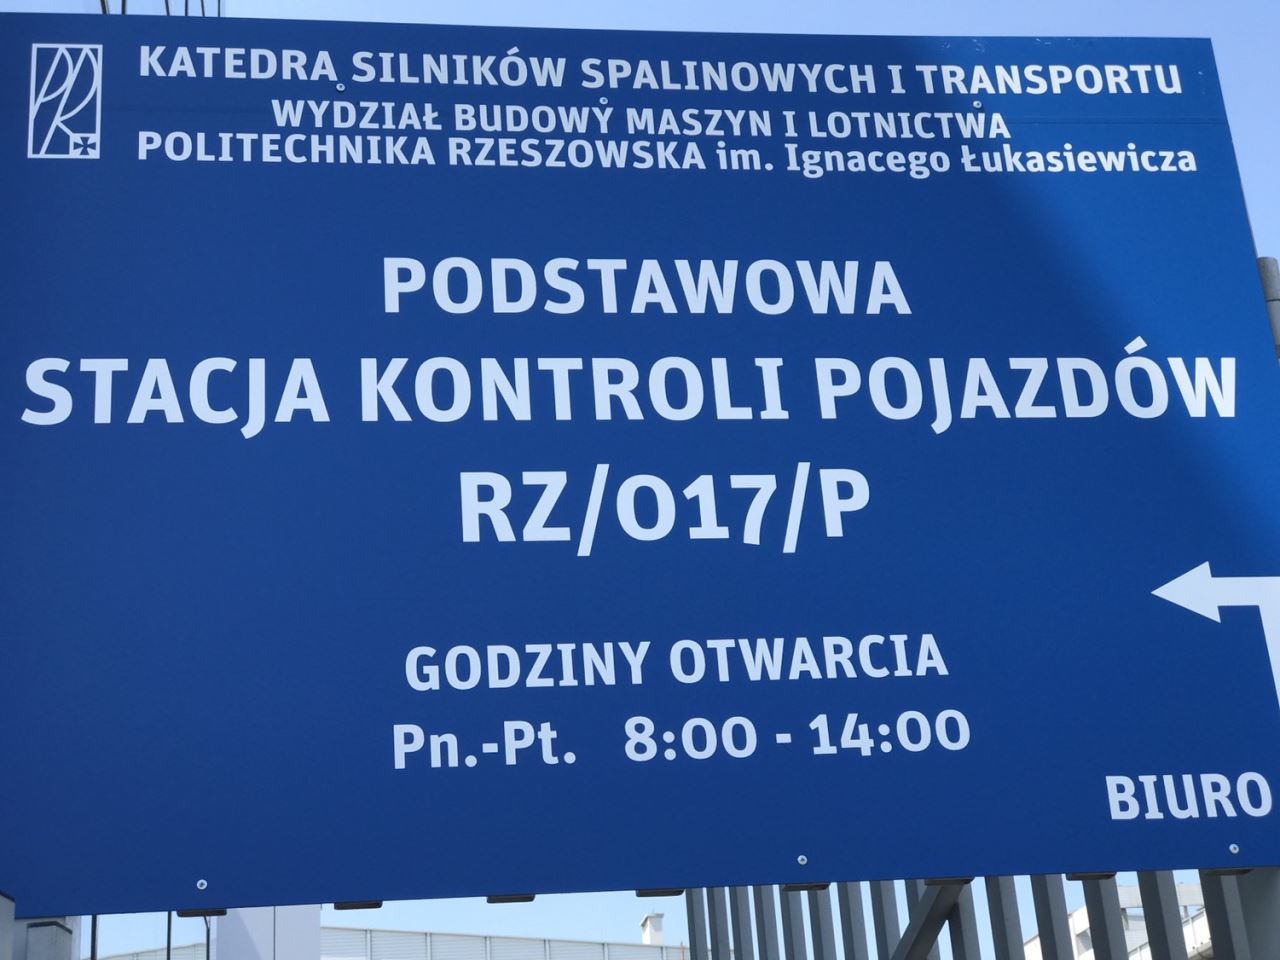 KATEDRA SILNIKÓW SPALINOWYCH I TRANSPORTU
WYDZIAŁ BUDOWY MASZYN I LOTNICTWA
POLITECHNIKA RZESZOWSKA im. Ignacego Łukasiewicza
PODSTAWOWA
STACJA KONTROLI POJAZDÓW
RZ/017/P
GODZINY OTWARCIA
Pn.-Pt. 8:00 - 14:00
BIURO